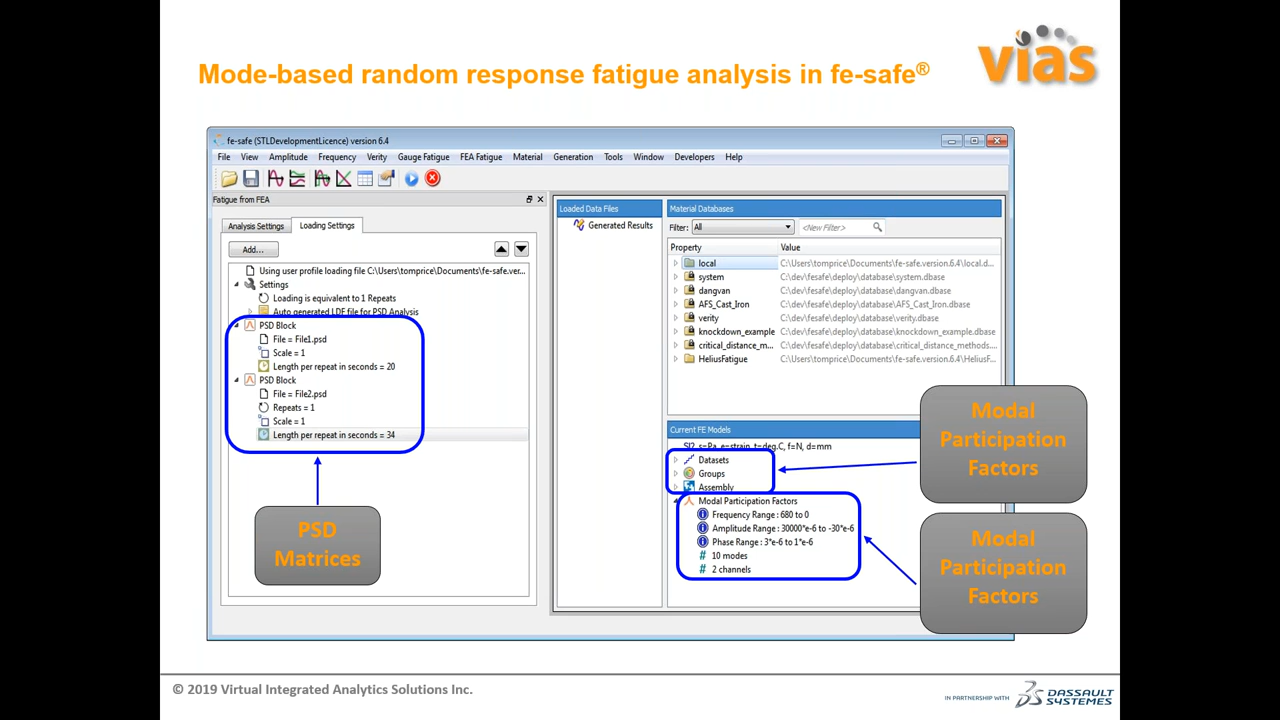 Mode-based random response fatigue analysis in fe-safe®
vias
fe-safe (STLDevelopmentLicence) version 6.4
File View Amplitude Frequency Verity Gauge Fatigue FEA Fatigue Material Generation Tools Window Developers Help
Fatigue from FEA
Analysis Settings Loading Settings
Add...
Using user profile loading file C:\Users\tomprice\Documents\fe-safe.ver...
Settings
Loading is equivalent to 1 Repeats
Auto generated LDF file for PSD Analysis
PSD Block
File = File1.psd
Scale = 1
Length per repeat in seconds = 20
PSD Block
File = File2.psd
Repeats = 1
Scale = 1
Length per repeat in seconds = 34
PSD
Matrices
Loaded Data Files
Generated Results
Material Databases
Filter: All <New Filter>
Property Value
local C:\Users\tomprice\Documents\fe-safe.version.6.4\local.d...
system C:\dev/fesafe/deploy/database\system.dbase
dangvan C:\dev/fesafe/deploy/database\dangvan.dbase
AFS_Cast_Iron C:\dev/fesafe/deploy/database\AFS_Cast_Iron.dbase
verity C:\dev/fesafe/deploy/database\verity.dbase
knockdown_example C:\dev/fesafe/deploy/database\knockdown_example.dbase
critical_distance_m... C:\dev/fesafe/deploy/database\critical_distance_methods....
HeliusFatigue C:\Users\tomprice\Documents\fe-safe.version.6.4\HeliusF...
Current FE Models
s=Pa, e=strain, t=deg.C, f=N, d=mm
Datasets
Groups
Assembly
Modal Participation Factors
Frequency Range : 680 to 0
Amplitude Range : 30000*e-6 to -30*e-6
Phase Range : 3*e-6 to 1*e-6
10 modes
2 channels
Modal
Participation
Factors
Modal
Participation
Factors
© 2019 Virtual Integrated Analytics Solutions Inc.
IN PARTNERSHIP WITH
DASSAULT
SYSTEMES